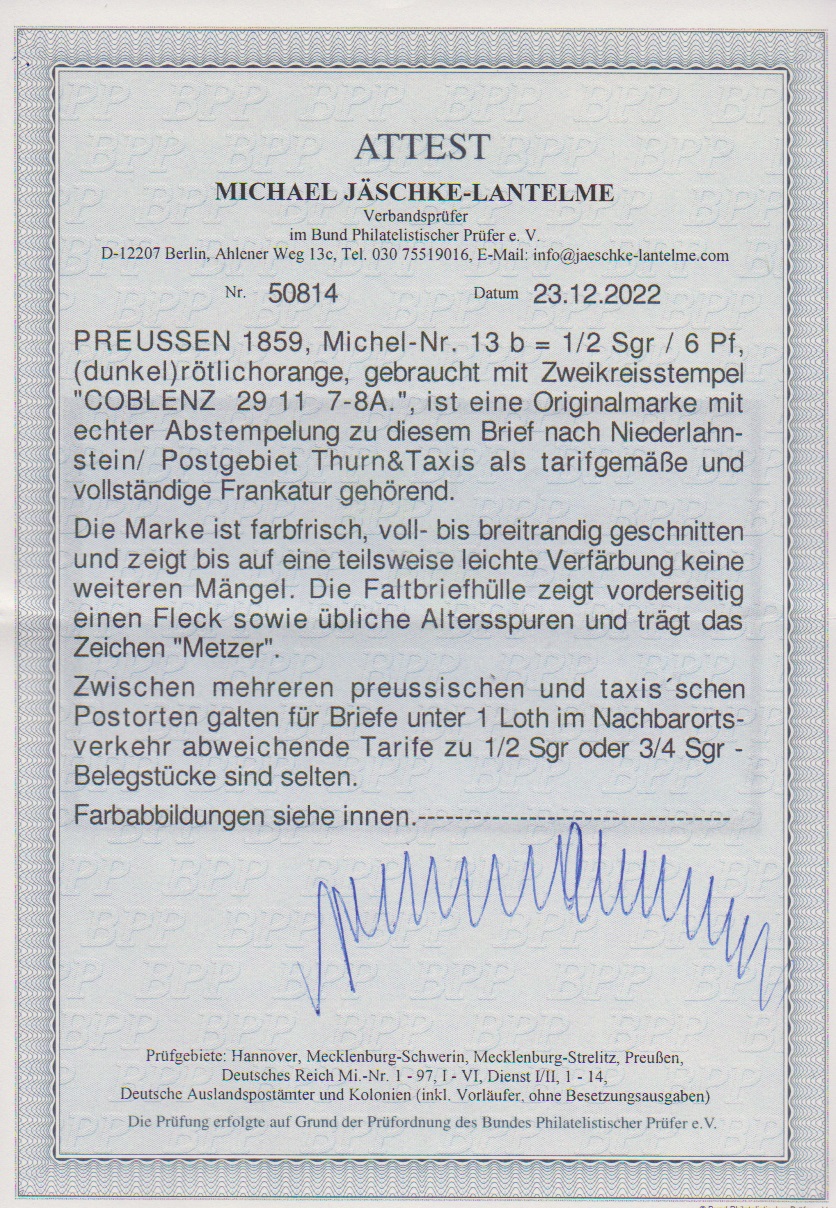 ATTEST
MICHAEL JÄSCHKE-LANTELME
Verbandsprüfer
im Bund Philatelistischer Prüfer e. V.
D-12207 Berlin, Ahlener Weg 13c, Tel. 030 75519016, E-Mail: info@jaeschke-lantelme.com
Nr. 50814 Datum 23.12.2022
PREUSSEN 1859, Michel-Nr. 13 b = 1/2 Sgr / 6 Pf,
(dunkel)rötlichorange, gebraucht mit Zweikreisstempel
"COBLENZ 29 11 7-8A.", ist eine Originalmarke mit
echter Abstempelung zu diesem Brief nach Niederlahn-
stein/ Postgebiet Thurn&Taxis als tarifgemäße und
vollständige Frankatur gehörend.
Die Marke ist farbfrisch, voll- bis breitrandig geschnitten
und zeigt bis auf eine teilsweise leichte Verfärbung keine
weiteren Mängel. Die Faltbriefhülle zeigt vorderseitig
einen Fleck sowie übliche Altersspuren und trägt das
Zeichen "Metzer".
Zwischen mehreren preussischen und taxis´schen
Postorten galten für Briefe unter 1 Loth im Nachbarorts-
verkehr abweichende Tarife zu 1/2 Sgr oder 3/4 Sgr -
Belegstücke sind selten.
Farbabbildungen siehe innen.----------------------------------
Prüfgebiete: Hannover, Mecklenburg-Schwerin, Mecklenburg-Strelitz, Preußen,
Deutsches Reich Mi.-Nr. 1 - 97, I - VI, Dienst I/II, 1 - 14,
Deutsche Auslandspostämter und Kolonien (inkl. Vorläufer, ohne Besetzungsausgaben)
Die Prüfung erfolgte auf Grund der Prüfordnung des Bundes Philatelistischer Prüfer e.V.